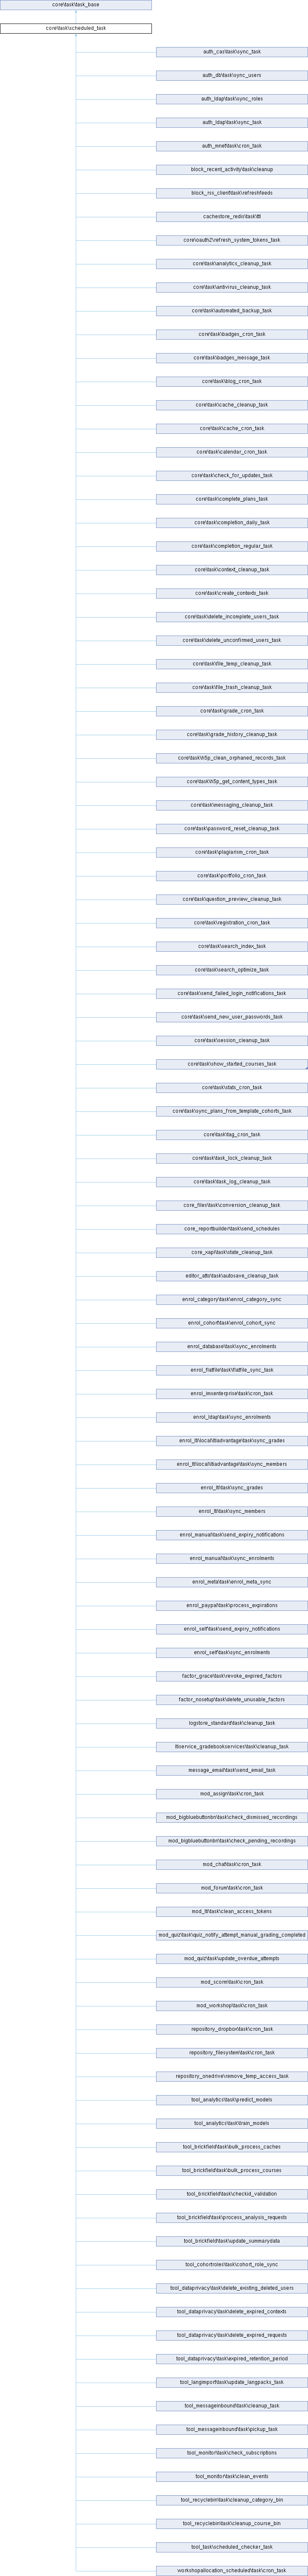 core\task\task_base
core\task\scheduled_task
auth_cas\task\sync_task
auth_db\task\sync_users
auth_ldap\task\sync_roles
auth_ldap\task\sync_task
auth_mnet\task\cron_task
block_recent_activity\task\cleanup
block_rss_client\task\refreshfeeds
cachestore_redis\task\ttl
core\oauth2\refresh_system_tokens_task
core\task\analytics_cleanup_task
core\task\antivirus_cleanup_task
core\task\automated_backup_task
core\task\badges_cron_task
core\task\badges_message_task
core\task\blog_cron_task
core\task\cache_cleanup_task
core\task\cache_cron_task
core\task\calendar_cron_task
core\task\check_for_updates_task
core\task\complete_plans_task
core\task\completion_daily_task
core\task\completion_regular_task
core\task\context_cleanup_task
core\task\create_contexts_task
core\task\delete_incomplete_users_task
core\task\delete_unconfirmed_users_task
core\task\file_temp_cleanup_task
core\task\file_trash_cleanup_task
core\task\grade_cron_task
core\task\grade_history_cleanup_task
core\task\h5p_clean_orphaned_records_task
core\task\h5p_get_content_types_task
core\task\messaging_cleanup_task
core\task\password_reset_cleanup_task
core\task\plagiarism_cron_task
core\task\portfolio_cron_task
core\task\question_preview_cleanup_task
core\task\registration_cron_task
core\task\search_index_task
core\task\search_optimize_task
core\task\send_failed_login_notifications_task
core\task\send_new_user_passwords_task
core\task\session_cleanup_task
core\task\show_started_courses_task
core\task\stats_cron_task
core\task\sync_plans_from_template_cohorts_task
core\task\tag_cron_task
core\task\task_lock_cleanup_task
core\task\task_log_cleanup_task
core_files\task\conversion_cleanup_task
core_reportbuilder\task\send_schedules
core_xapi\task\state_cleanup_task
editor_atto\task\autosave_cleanup_task
enrol_category\task\enrol_category_sync
enrol_cohort\task\enrol_cohort_sync
enrol_database\task\sync_enrolments
enrol_flatfile\task\flatfile_sync_task
enrol_imsenterprise\task\cron_task
enrol_ldap\task\sync_enrolments
enrol_lti\local\ltiadvantage\task\sync_grades
enrol_lti\local\ltiadvantage\task\sync_members
enrol_lti\task\sync_grades
enrol_lti\task\sync_members
enrol_manual\task\send_expiry_notifications
enrol_manual\task\sync_enrolments
enrol_meta\task\enrol_meta_sync
enrol_paypal\task\process_expirations
enrol_self\task\send_expiry_notifications
enrol_self\task\sync_enrolments
factor_grace\task\revoke_expired_factors
factor_nosetup\task\delete_unusable_factors
logstore_standard\task\cleanup_task
ltiservice_gradebookservices\task\cleanup_task
message_email\task\send_email_task
mod_assign\task\cron_task
mod_bigbluebuttonbn\task\check_dismissed_recordings
mod_bigbluebuttonbn\task\check_pending_recordings
mod_chat\task\cron_task
mod_forum\task\cron_task
mod_lti\task\clean_access_tokens
mod_quiz\task\quiz_notify_attempt_manual_grading_completed
mod_quiz\task\update_overdue_attempts
mod_scorm\task\cron_task
mod_workshop\task\cron_task
repository_dropbox\task\cron_task
repository_filesystem\task\cron_task
repository_onedrive\remove_temp_access_task
tool_analytics\task\predict_models
tool_analytics\task\train_models
tool_brickfield\task\bulk_process_caches
tool_brickfield\task\bulk_process_courses
tool_brickfield\task\checkid_validation
tool_brickfield\task\process_analysis_requests
tool_brickfield\task\update_summarydata
tool_cohortroles\task\cohort_role_sync
tool_dataprivacy\task\delete_existing_deleted_users
tool_dataprivacy\task\delete_expired_contexts
tool_dataprivacy\task\delete_expired_requests
tool_dataprivacy\task\expired_retention_period
tool_langimport\task\update_langpacks_task
tool_messageinbound\task\cleanup_task
tool_messageinbound\task\pickup_task
tool_monitor\task\check_subscriptions
tool_monitor\task\clean_events
tool_recyclebin\task\cleanup_category_bin
tool_recyclebin\task\cleanup_course_bin
tool_task\scheduled_checker_task
workshopallocation_scheduled\task\cron_task